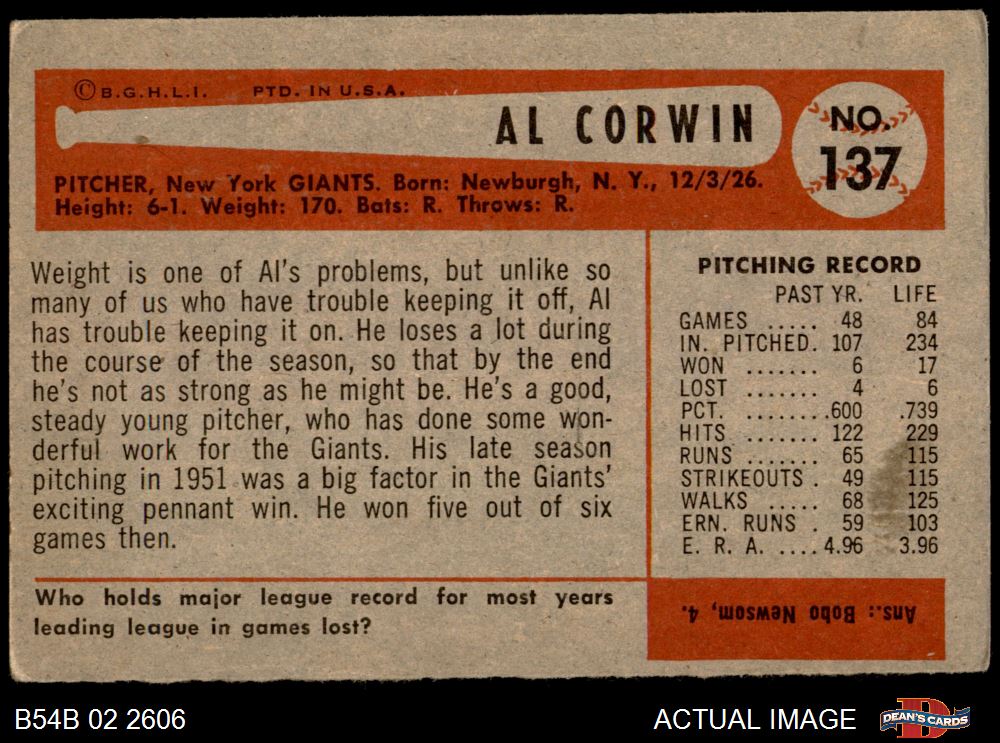 ©B.G.H.L.I. PTD. IN U.S.A.
AL CORWIN
NO.
137
PITCHER, New York GIANTS. Born: Newburgh, N. Y., 12/3/26.
Height: 6-1. Weight: 170. Bats: R. Throws: R.
Weight is one of Al's problems, but unlike so
many of us who have trouble keeping it off, Al
has trouble keeping it on. He loses a lot during
the course of the season, so that by the end
he's not as strong as he might be. He's a good,
steady young pitcher, who has done some won-
derful work for the Giants. His late season
pitching in 1951 was a big factor in the Giants'
exciting pennant win. He won five out of six
games then.
PITCHING RECORD
PAST YR. LIFE
GAMES ..... 48 84
IN. PITCHED. 107 234
WON ....... 6 17
LOST ....... 4 6
PCT. ........ .600 .739
HITS ....... 122 229
RUNS ....... 65 115
STRIKEOUTS . 49 115
WALKS ..... 68 125
ERN. RUNS . 59 103
E. R. A. .... 4.96 3.96
Who holds major league record for most years
leading league in games lost?
Ans.: Bobo Newsom, 4.
B54B 02 2606
ACTUAL IMAGE
DEAN'S CARDS